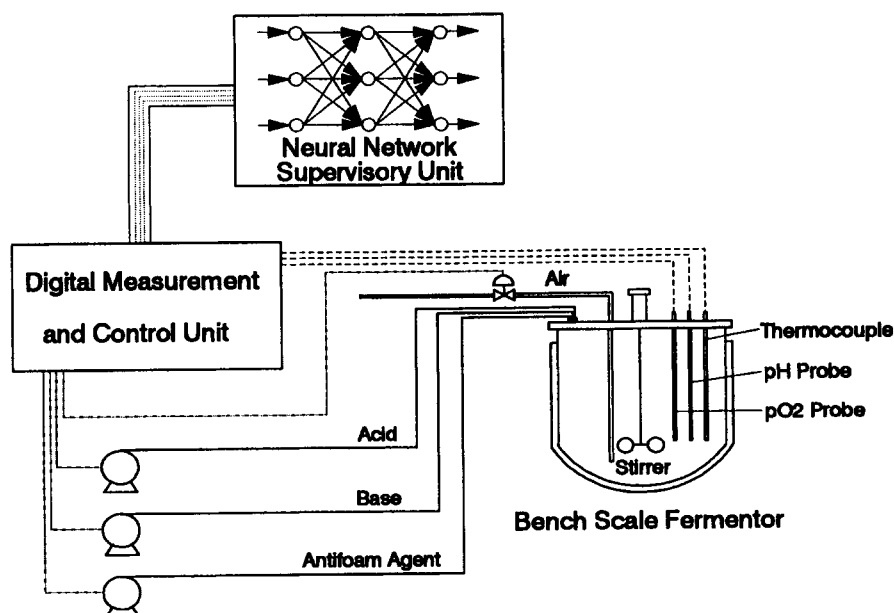 Neural Network
Supervisory Unit
Digital Measurement
and Control Unit
Air
Thermocouple
pH Probe
pO2 Probe
Stirrer
Bench Scale Fermentor
Acid
Base
Antifoam Agent